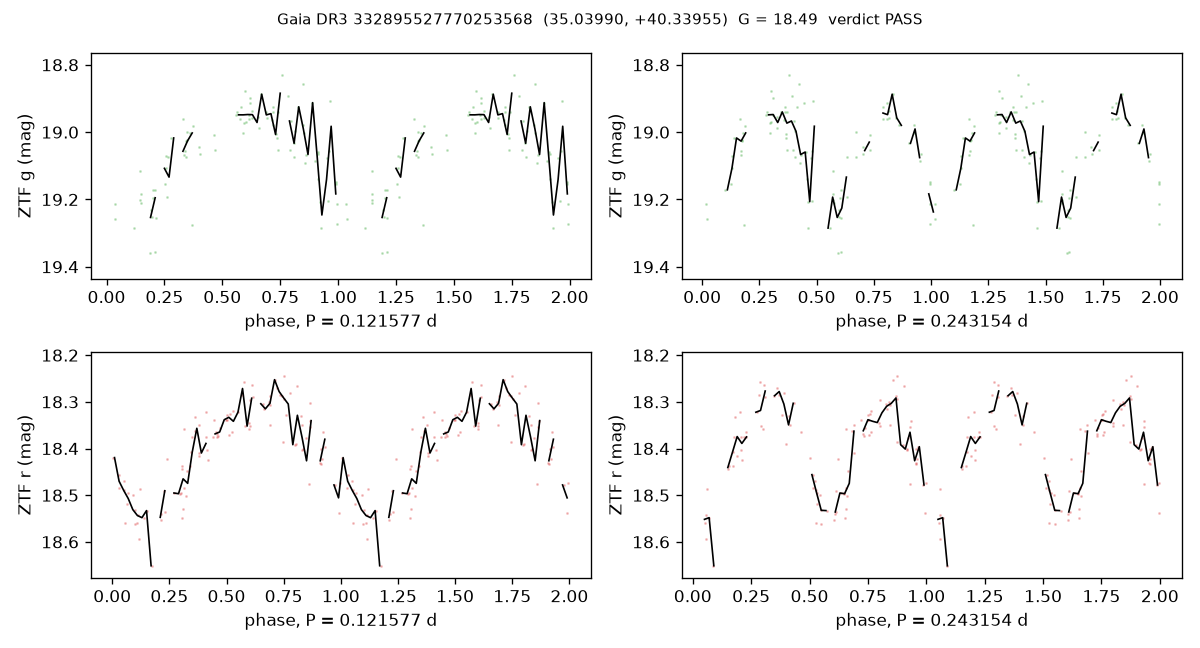 Gaia DR3 332895527770253568  (35.03990, +40.33955)  G = 18.49  verdict PASS
ZTF g (mag)
18.8
19.0
19.2
19.4
0.00 0.25 0.50 0.75 1.00 1.25 1.50 1.75 2.00
phase, P = 0.121577 d
ZTF g (mag)
18.8
19.0
19.2
19.4
0.00 0.25 0.50 0.75 1.00 1.25 1.50 1.75 2.00
phase, P = 0.243154 d
ZTF r (mag)
18.2
18.3
18.4
18.5
18.6
0.00 0.25 0.50 0.75 1.00 1.25 1.50 1.75 2.00
phase, P = 0.121577 d
ZTF r (mag)
18.2
18.3
18.4
18.5
18.6
0.00 0.25 0.50 0.75 1.00 1.25 1.50 1.75 2.00
phase, P = 0.243154 d